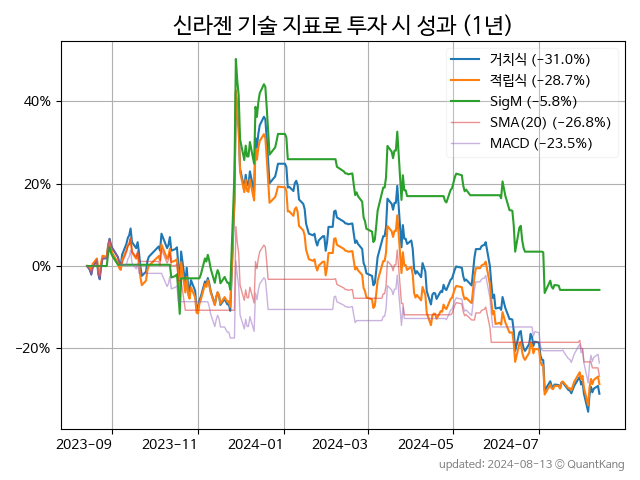 신라젠 기술 지표로 투자 시 성과 (1년)
거치식 (−31.0%)
적립식 (−28.7%)
SigM (−5.8%)
SMA(20) (−26.8%)
MACD (−23.5%)
40%
20%
0%
−20%
2023-09 2023-11 2024-01 2024-03 2024-05 2024-07
updated: 2024-08-13 © QuantKang